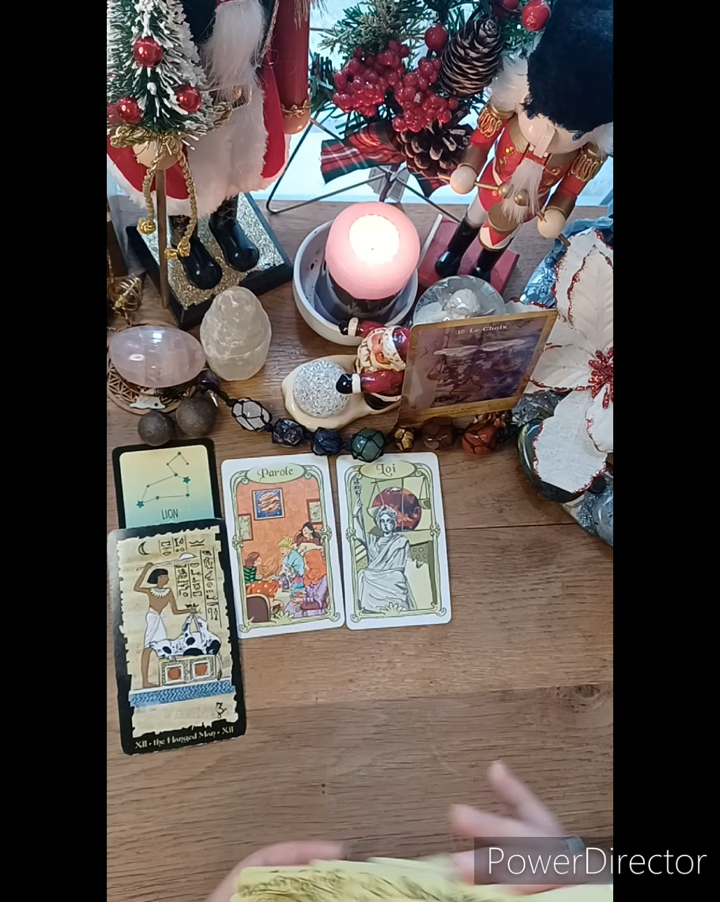 Le Choix
LION
Parole
Loi
XII • the Hanged Man • XII
PowerDirector